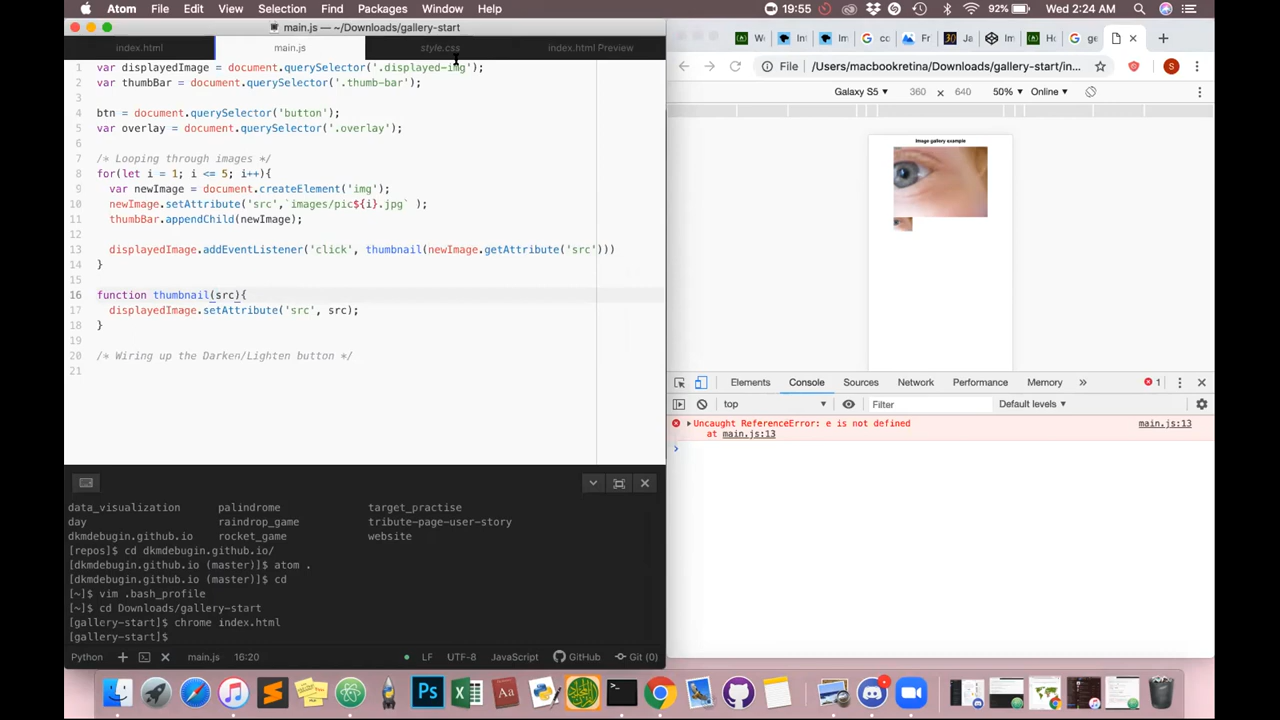 Atom File Edit View Selection Find Packages Window Help 19:55 92% Wed 2:24 AM
main.js — ~/Downloads/gallery-start
index.html main.js style.css index.html Preview
1 var displayedImage = document.querySelector('.displayed-img');
2 var thumbBar = document.querySelector('.thumb-bar');
3
4 btn = document.querySelector('button');
5 var overlay = document.querySelector('.overlay');
6
7 /* Looping through images */
8 for(let i = 1; i <= 5; i++){
9 var newImage = document.createElement('img');
10 newImage.setAttribute('src',`images/pic${i}.jpg` );
11 thumbBar.appendChild(newImage);
12
13 displayedImage.addEventListener('click', thumbnail(newImage.getAttribute('src')))
14 }
15
16 function thumbnail(src){
17 displayedImage.setAttribute('src', src);
18 }
19
20 /* Wiring up the Darken/Lighten button */
21
data_visualization palindrome target_practise
day raindrop_game tribute-page-user-story
dkmdebugin.github.io rocket_game website
[repos]$ cd dkmdebugin.github.io/
[dkmdebugin.github.io (master)]$ atom .
[dkmdebugin.github.io (master)]$ cd
[~]$ vim .bash_profile
[~]$ cd Downloads/gallery-start
[gallery-start]$ chrome index.html
[gallery-start]$
Python main.js 16:20 LF UTF-8 JavaScript GitHub Git (0)
File /Users/macbookretina/Downloads/gallery-start/in... S
Galaxy S5 ▼ 360 × 640 50% ▼ Online ▼
Image gallery example
Elements Console Sources Network Performance Memory » 1
top ▼ Filter Default levels ▼
Uncaught ReferenceError: e is not defined main.js:13
at main.js:13